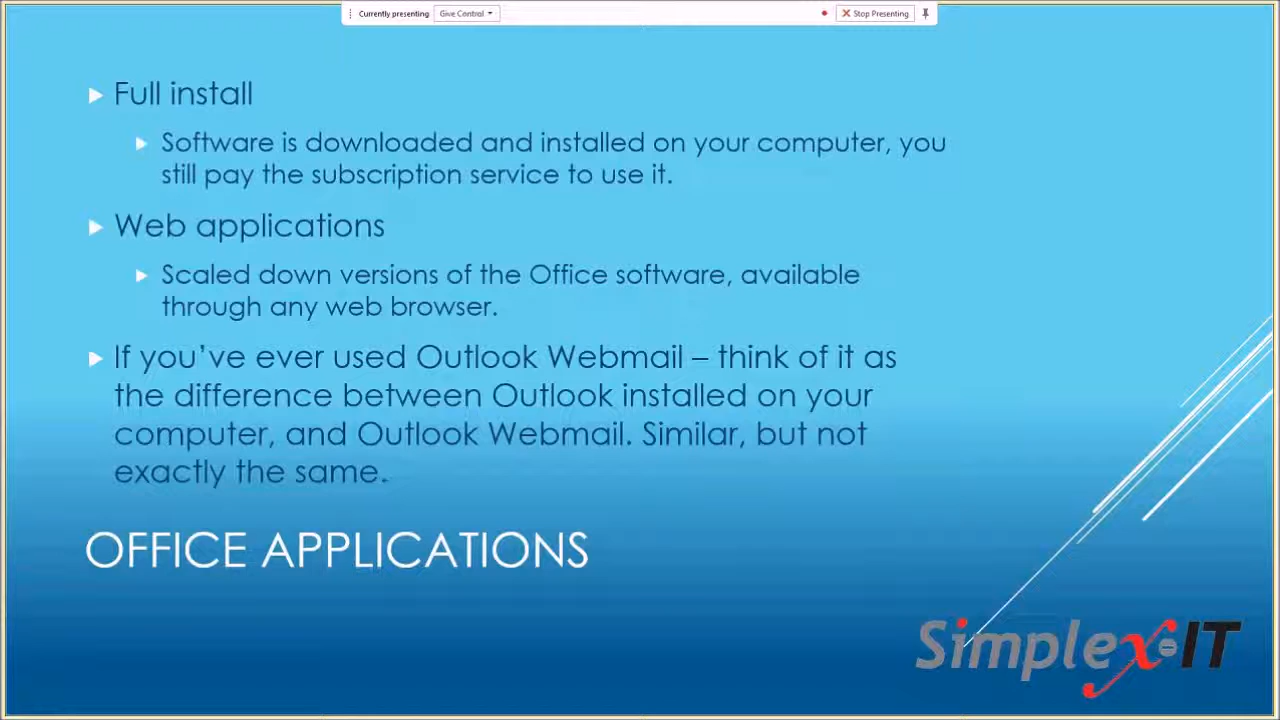 Currently presenting Give Control Stop Presenting
Full install
Software is downloaded and installed on your computer, you
still pay the subscription service to use it.
Web applications
Scaled down versions of the Office software, available
through any web browser.
If you’ve ever used Outlook Webmail – think of it as
the difference between Outlook installed on your
computer, and Outlook Webmail. Similar, but not
exactly the same.
OFFICE APPLICATIONS
Simplex-IT